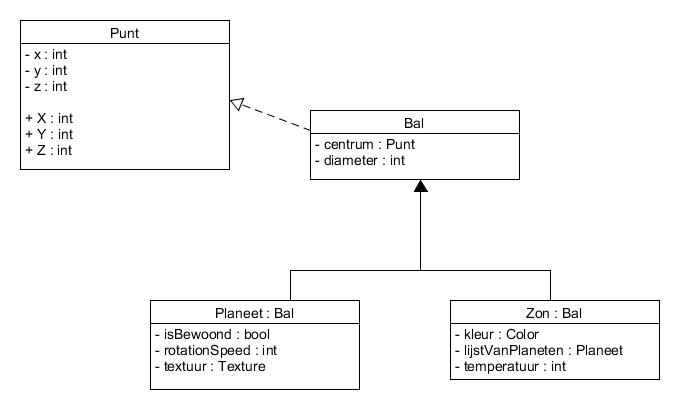 Punt
- x : int
- y : int
- z : int
+ X : int
+ Y : int
+ Z : int
Bal
- centrum : Punt
- diameter : int
Planeet : Bal
- isBewoond : bool
- rotationSpeed : int
- textuur : Texture
Zon : Bal
- kleur : Color
- lijstVanPlaneten : Planeet
- temperatuur : int